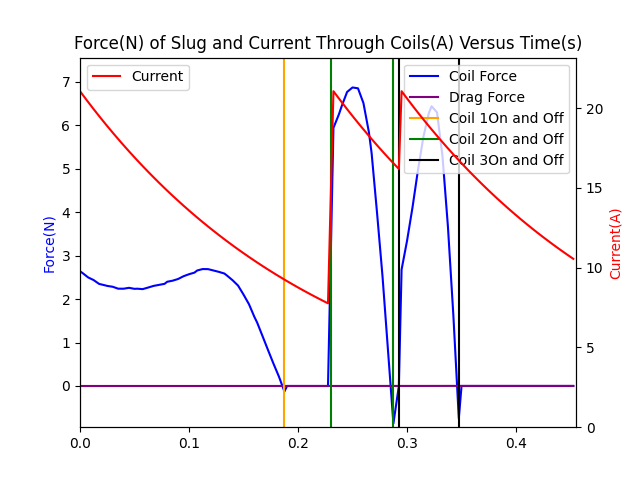 Force(N) of Slug and Current Through Coils(A) Versus Time(s)
Current
Coil Force
Drag Force
Coil 1On and Off
Coil 2On and Off
Coil 3On and Off
Force(N)
7
6
5
4
3
2
1
0
Current(A)
20
15
10
5
0
0.0 0.1 0.2 0.3 0.4